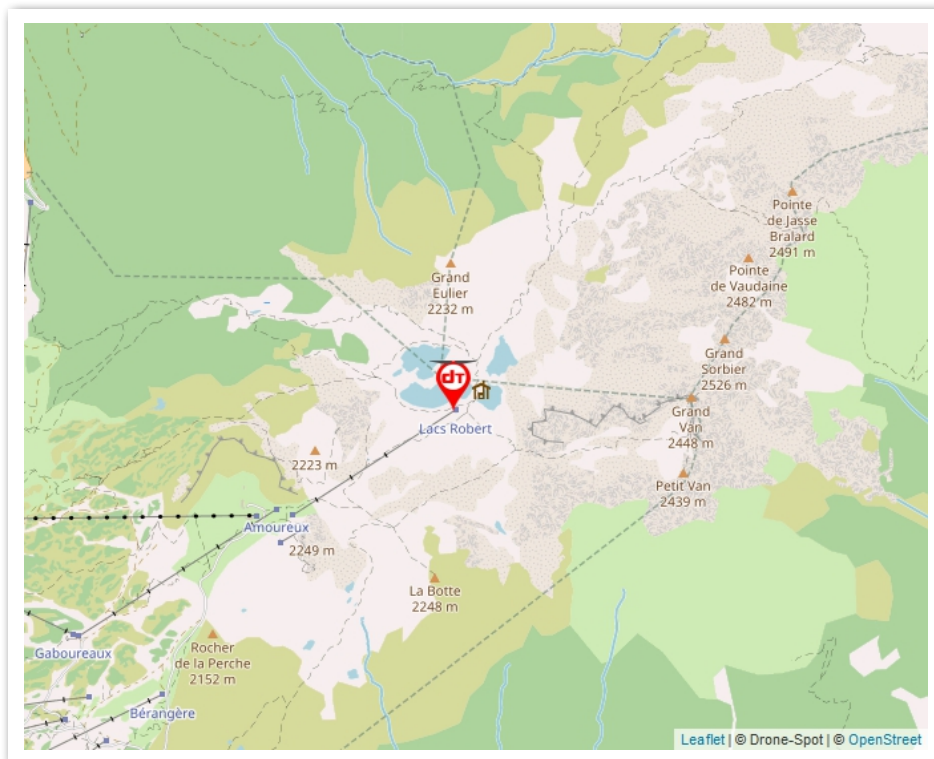 Pointe
de Jasse
Bralard
2491 m
Pointe
de Vaudaine
2482 m
Grand
Eulier
2232 m
Grand
Sorbier
2526 m
dT
Grand
Van
2448 m
Lacs Robert
2223 m
Petit Van
2439 m
Amoureux
2249 m
La Botte
2248 m
Rocher
de la Perche
2152 m
Gaboureaux
Bérangère
Leaflet | © Drone-Spot | © OpenStreet